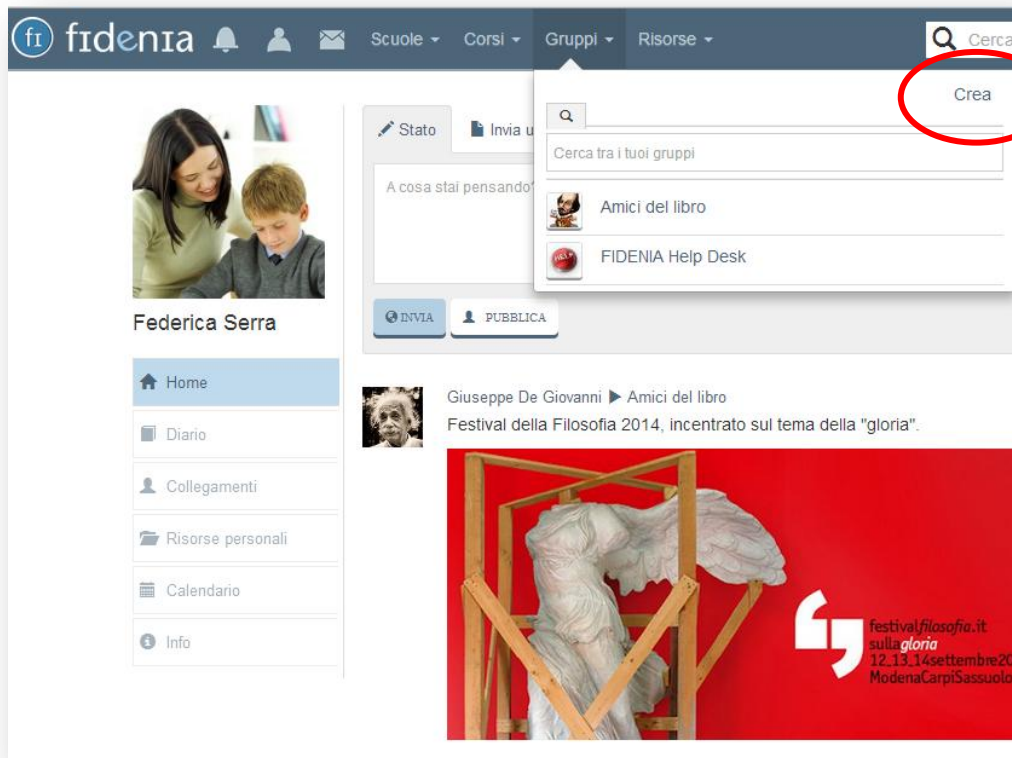 fi fidenia Scuole Corsi Gruppi Risorse Cerca
Crea
Cerca tra i tuoi gruppi
Amici del libro
FIDENIA Help Desk
Stato Invia u
A cosa stai pensando?
INVIA PUBBLICA
Federica Serra
Home
Diario
Collegamenti
Risorse personali
Calendario
Info
Giuseppe De Giovanni ▶ Amici del libro
Festival della Filosofia 2014, incentrato sul tema della "gloria".
festivalfilosofia.it
sullagloria
12_13_14settembre20
ModenaCarpiSassuolo